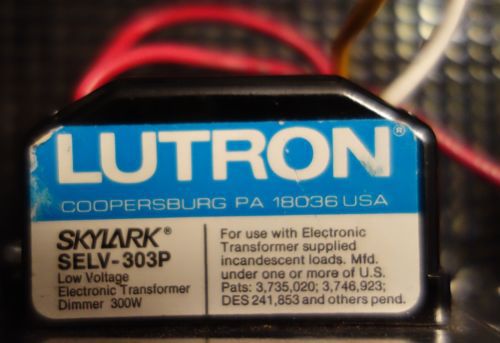 LUTRON®
COOPERSBURG PA 18036 USA
SKYLARK®
SELV-303P
Low Voltage
Electronic Transformer
Dimmer 300W
For use with Electronic
Transformer supplied
incandescent loads. Mfd.
under one or more of U.S.
Pats: 3,735,020; 3,746,923;
DES 241,853 and others pend.